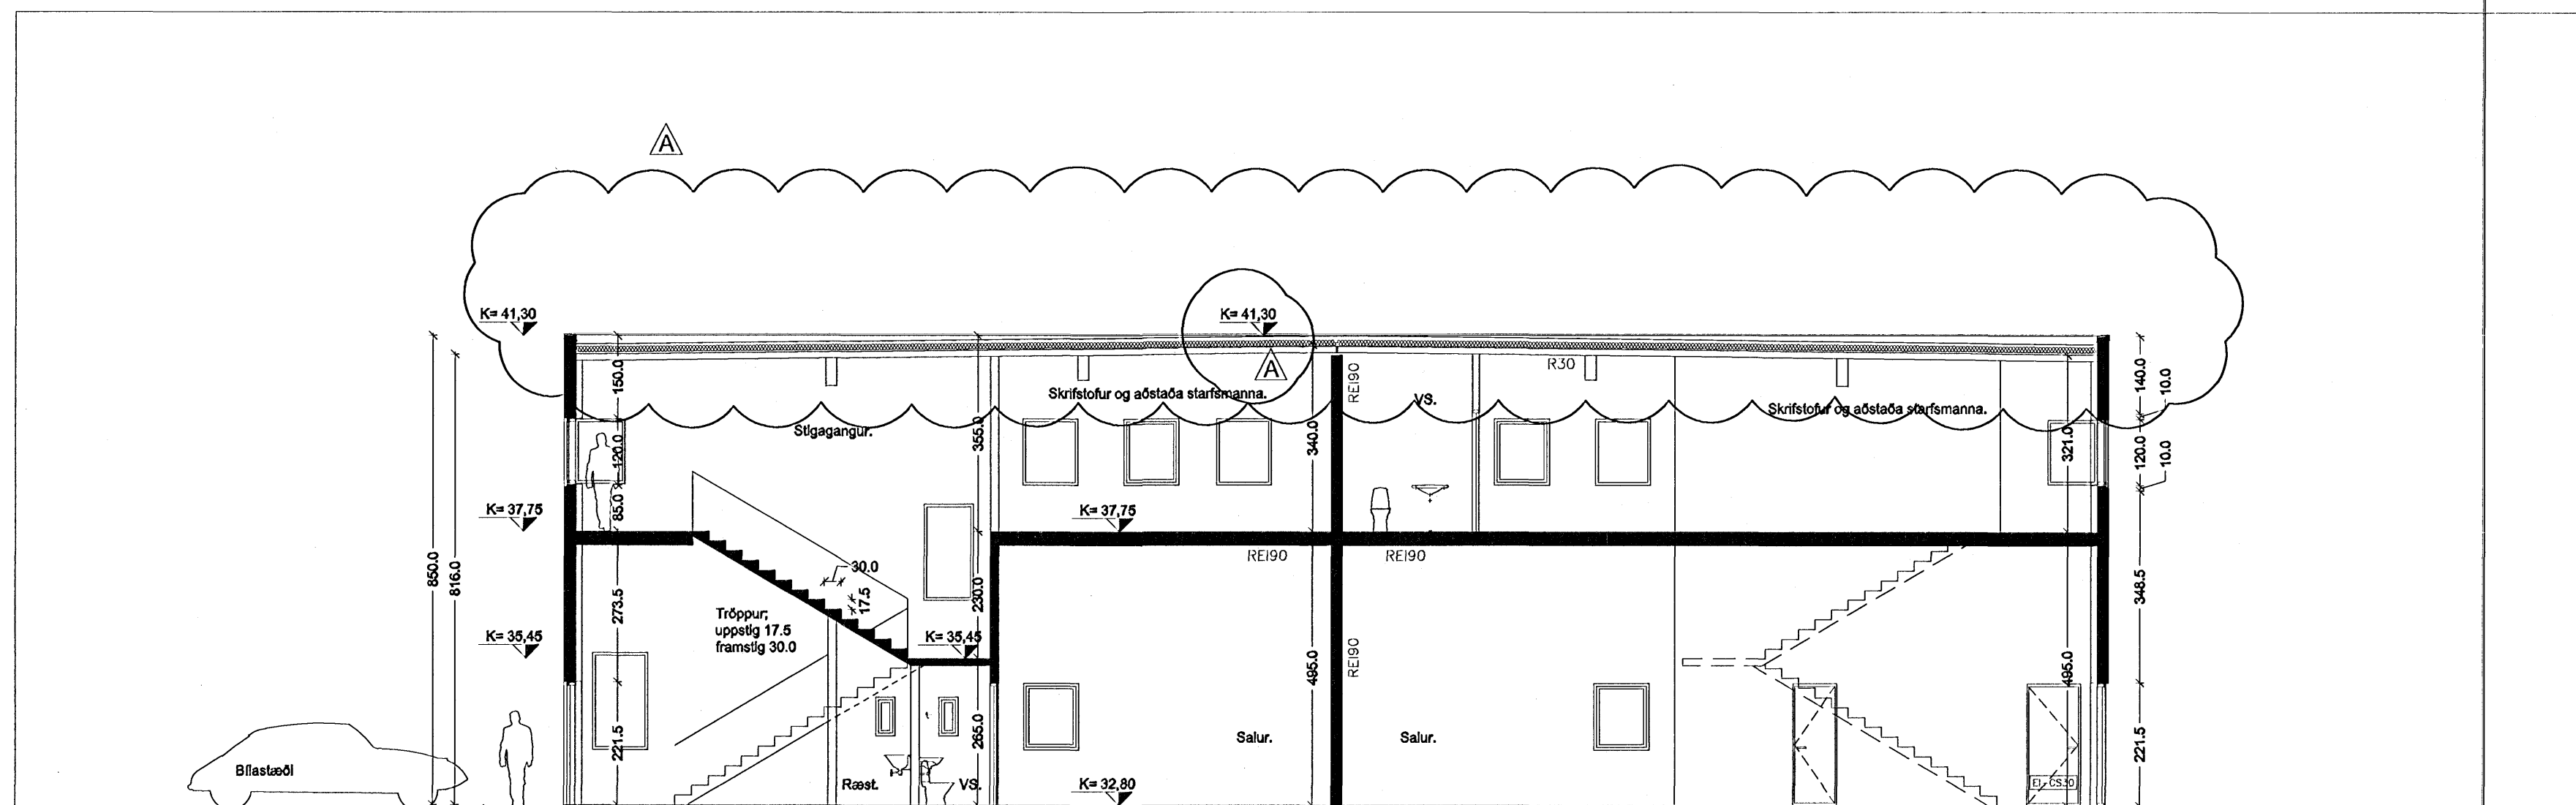 A
K= 41,30
K= 41,30
A
REI90
R30
150.0
140.0
10.0
Skrifstofur og aðstaða starfsmanna.
VS.
Skrifstofur og aðstaða starfsmanna.
Stigagangur.
355.0
340.0
321.0
120.0
120.0
10.0
K= 37,75
85.0
K= 37,75
REI90
REI90
850.0
816.0
30.0
17.5
273.5
230.0
348.5
Tröppur;
uppstig 17.5
framstig 30.0
K= 35,45
K= 35,45
REI90
495.0
495.0
221.5
265.0
Salur.
Salur.
221.5
Bílastæði
Ræst.
VS.
K= 32,80
EI-CS30